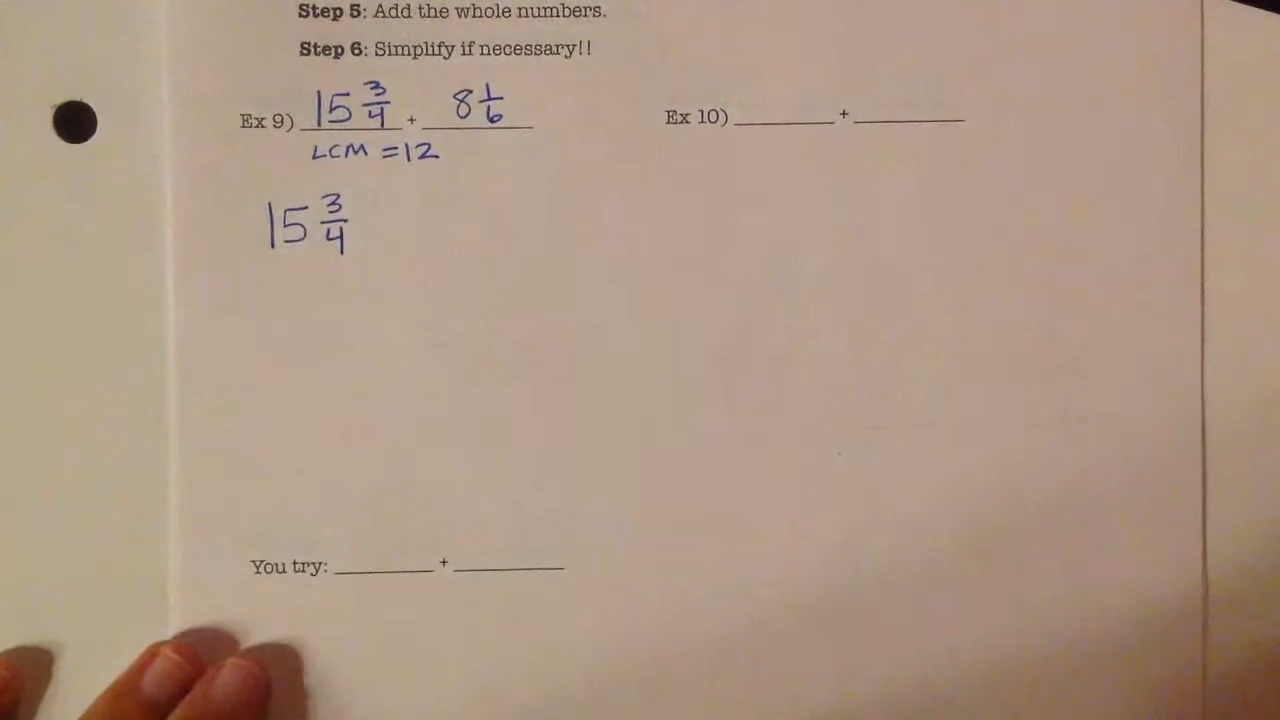 Step 5: Add the whole numbers.
Step 6: Simplify if necessary!!
Ex 9) 15 3/4 + 8 1/6
LCM = 12
15 3/4
Ex 10) ________ + ________
You try: ________ + ________